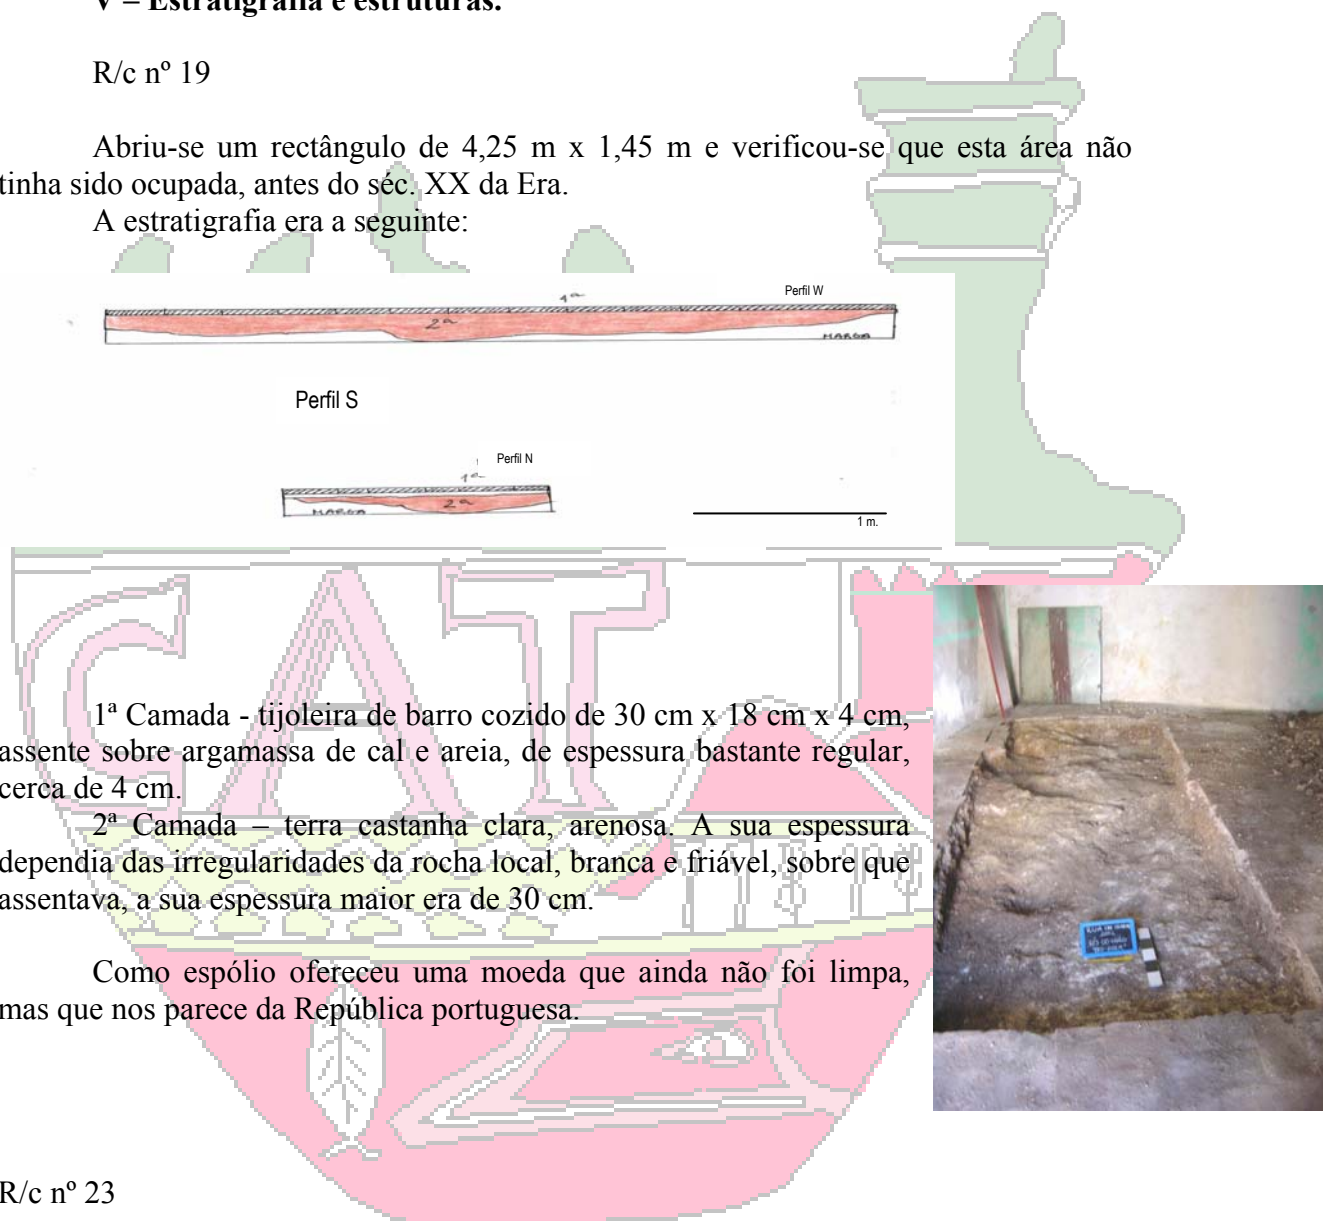 V – Estratigrafia e estruturas.
R/c nº 19
Abriu-se um rectângulo de 4,25 m x 1,45 m e verificou-se que esta área não
tinha sido ocupada, antes do séc. XX da Era.
A estratigrafia era a seguinte:
Perfil W
1ª
2ª
MARGA
Perfil S
Perfil N
1ª
2ª
MARGA
1 m.
CAT
1ª Camada - tijoleira de barro cozido de 30 cm x 18 cm x 4 cm,
assente sobre argamassa de cal e areia, de espessura bastante regular,
cerca de 4 cm.
2ª Camada – terra castanha clara, arenosa. A sua espessura
dependia das irregularidades da rocha local, branca e friável, sobre que
assentava, a sua espessura maior era de 30 cm.
Como espólio ofereceu uma moeda que ainda não foi limpa,
mas que nos parece da República portuguesa.
R/c nº 23